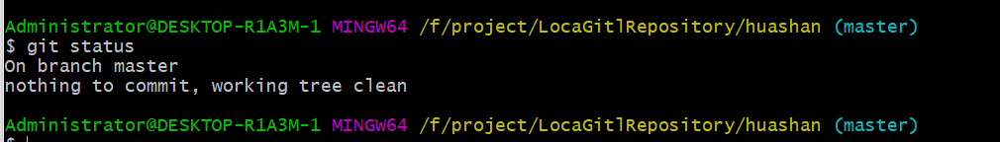 Administrator@DESKTOP-R1A3M-1 MINGW64 /f/project/LocaGitlRepository/huashan (master)
$ git status
On branch master
nothing to commit, working tree clean
Administrator@DESKTOP-R1A3M-1 MINGW64 /f/project/LocaGitlRepository/huashan (master)
$